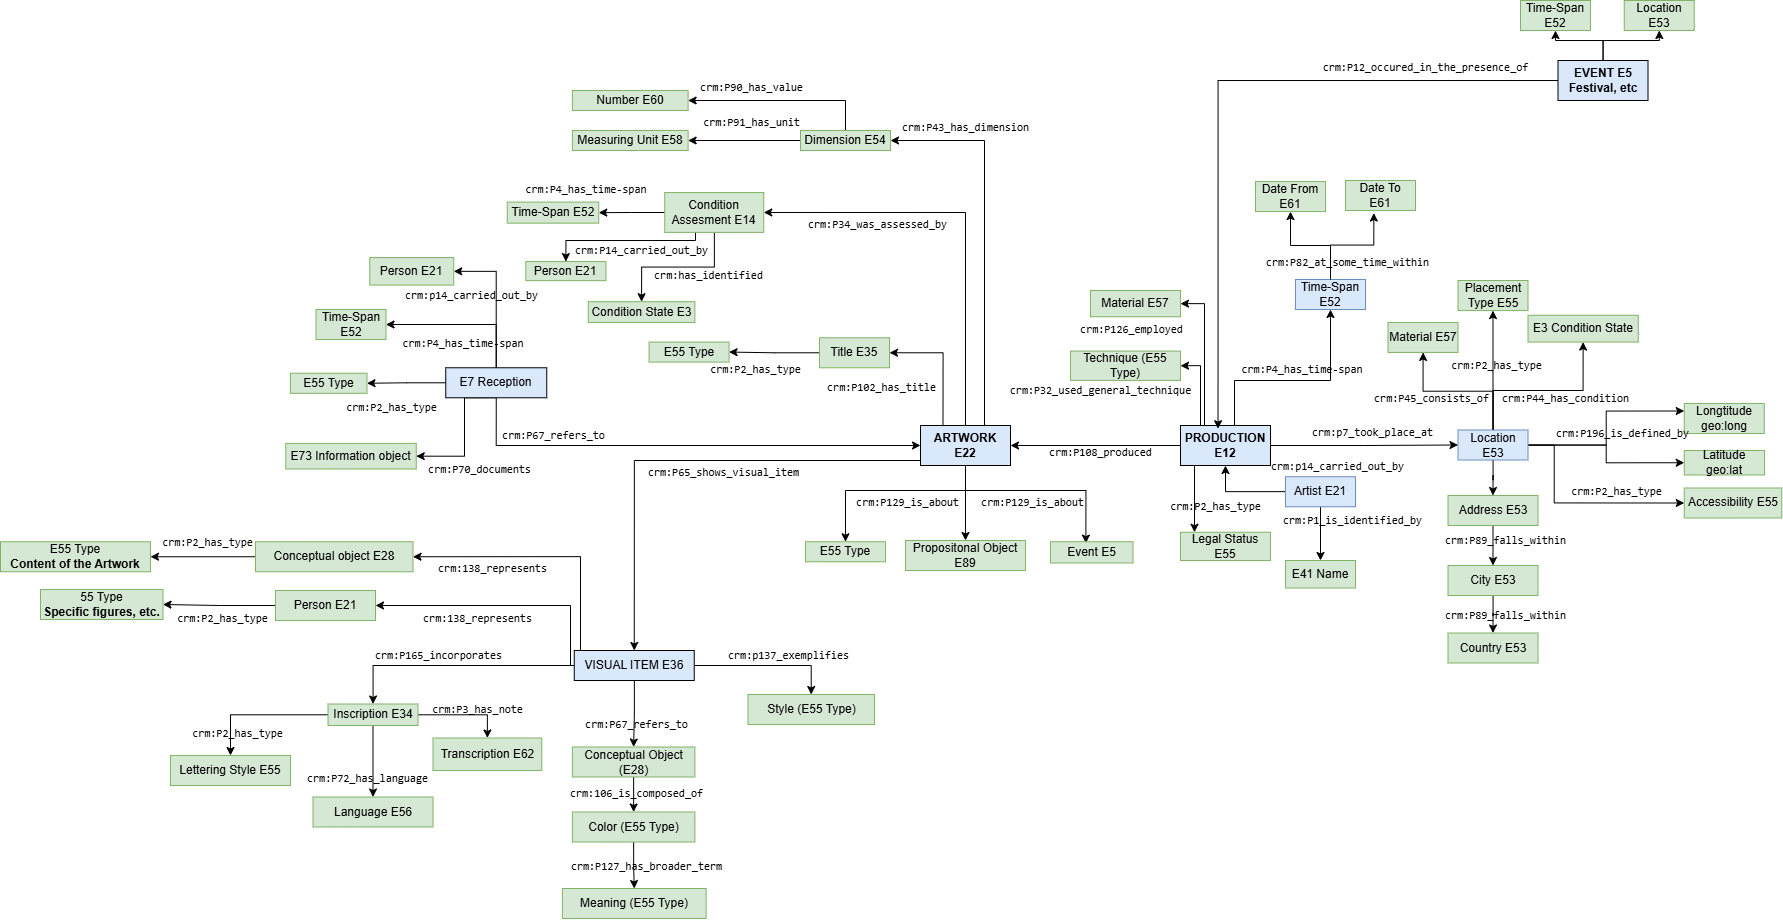 Time-Span
E52
Location
E53
crm:P12_occured_in_the_presence_of
EVENT E5
Festival, etc
crm:P90_has_value
Number E60
crm:P91_has_unit
crm:P43_has_dimension
Measuring Unit E58
Dimension E54
crm:P4_has_time-span
Time-Span E52
Condition
Assesment E14
crm:P34_was_assessed_by
crm:P14_carried_out_by
Person E21
crm:has_identified
Condition State E3
Person E21
crm:p14_carried_out_by
Time-Span
E52
crm:P4_has_time-span
E7 Reception
E55 Type
crm:P2_has_type
crm:P67_refers_to
E73 Information object
crm:P70_documents
E55 Type
Title E35
crm:P2_has_type
crm:P102_has_title
Date From
E61
Date To
E61
crm:P82_at_some_time_within
Time-Span
E52
Material E57
crm:P126_employed
Technique (E55
Type)
crm:P32_used_general_technique
crm:P4_has_time-span
Placement
Type E55
Material E57
E3 Condition State
crm:P2_has_type
crm:P45_consists_of
crm:P44_has_condition
ARTWORK
E22
crm:P108_produced
PRODUCTION
E12
crm:p7_took_place_at
Location
E53
crm:P196_is_defined_by
Longtitude
geo:long
Latitude
geo:lat
crm:P2_has_type
Accessibility E55
crm:p14_carried_out_by
Artist E21
crm:P2_has_type
crm:P1_is_identified_by
Legal Status
E55
E41 Name
Address E53
crm:P89_falls_within
City E53
crm:P89_falls_within
Country E53
crm:P65_shows_visual_item
crm:P129_is_about
crm:P129_is_about
E55 Type
Propositonal Object
E89
Event E5
E55 Type
Content of the Artwork
crm:P2_has_type
Conceptual object E28
crm:138_represents
55 Type
Specific figures, etc.
crm:P2_has_type
Person E21
crm:138_represents
crm:P165_incorporates
VISUAL ITEM E36
crm:p137_exemplifies
Style (E55 Type)
Inscription E34
crm:P3_has_note
crm:P2_has_type
Lettering Style E55
Transcription E62
crm:P72_has_language
Language E56
crm:P67_refers_to
Conceptual Object
(E28)
crm:106_is_composed_of
Color (E55 Type)
crm:P127_has_broader_term
Meaning (E55 Type)